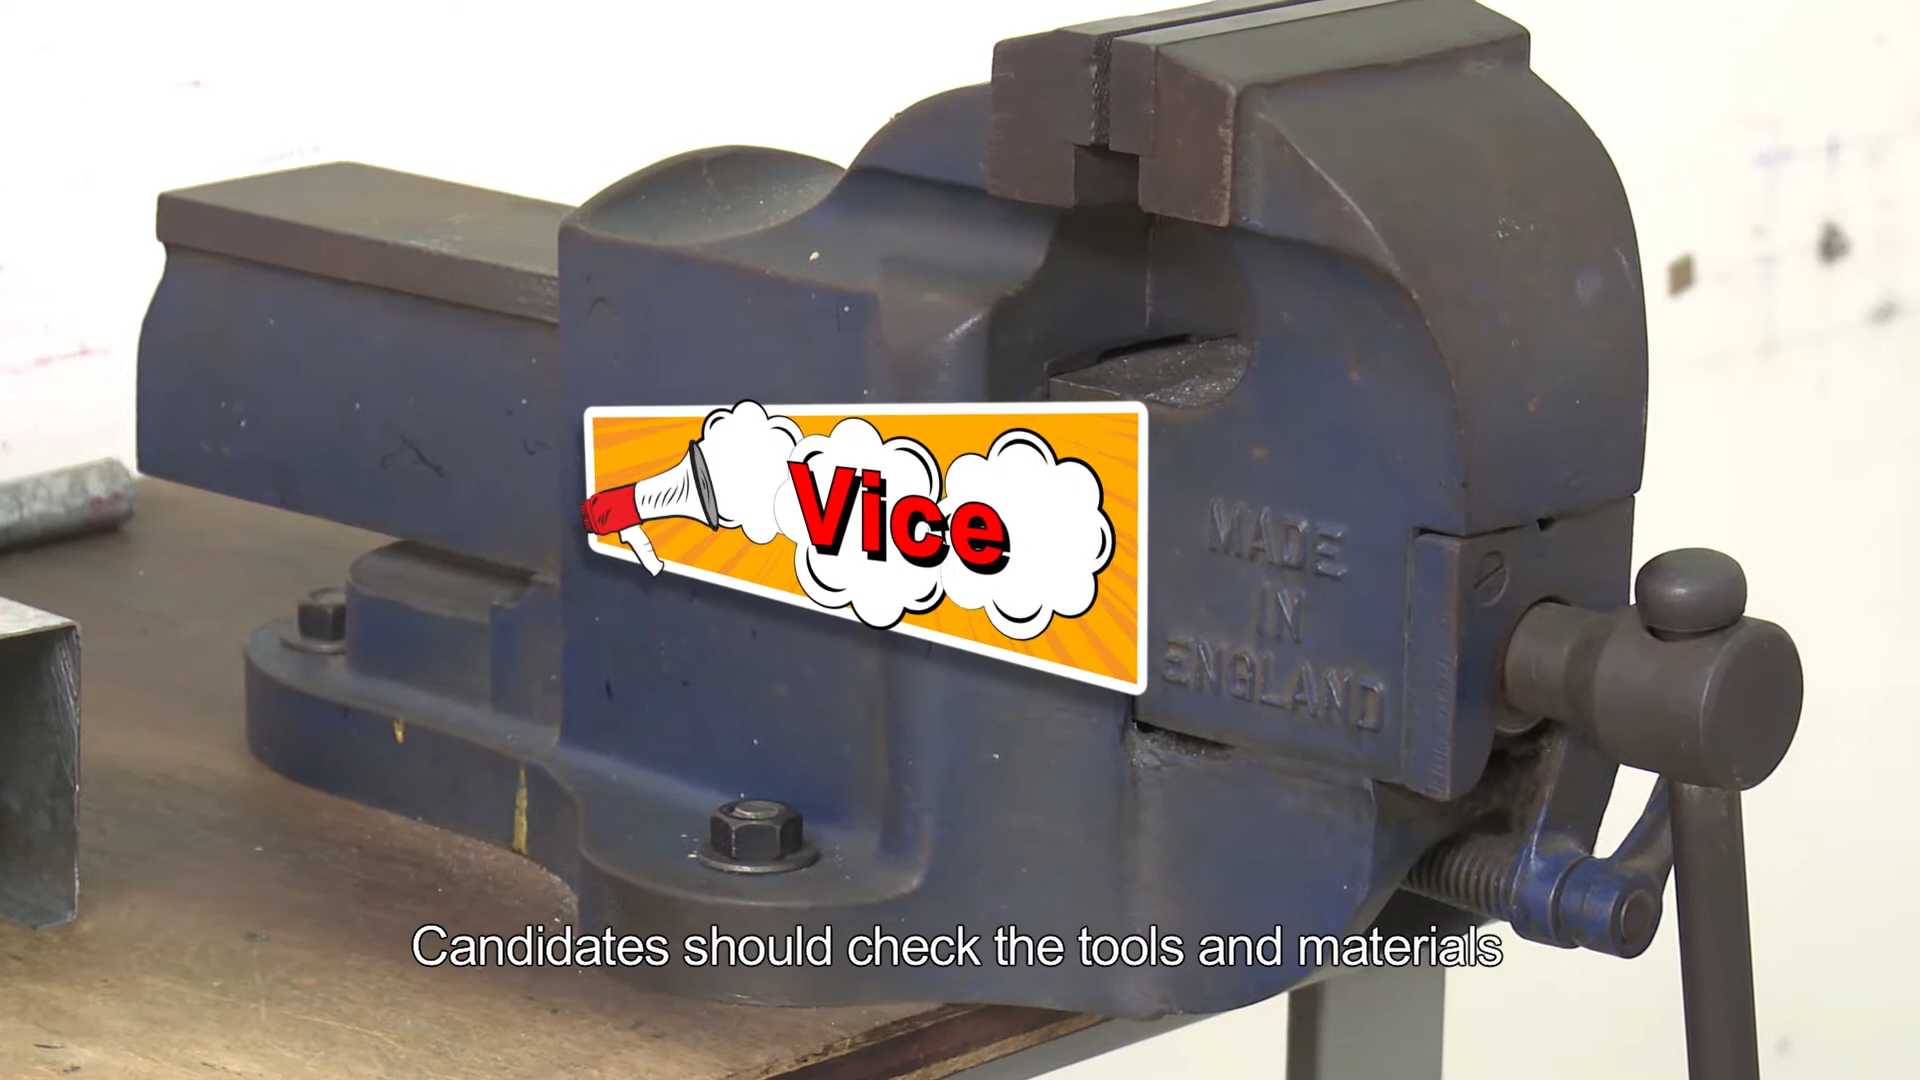 Vice
MADE
IN
ENGLAND
Candidates should check the tools and materials